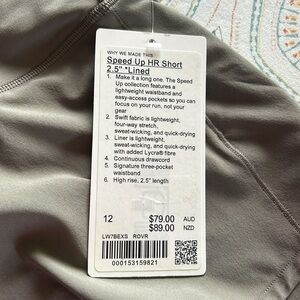 WHY WE MADE THIS
Speed Up HR Short
2.5" *Lined
1. Make it a long one. The Speed
Up collection features a
lightweight waistband and
easy-access pockets so you can
focus on your run, not your
gear
2. Swift fabric is lightweight,
four-way stretch,
sweat-wicking, and quick-drying
3. Liner is lightweight,
sweat-wicking, and quick-drying
with added Lycra® fibre
4. Continuous drawcord
5. Signature three-pocket
waistband
6. High rise, 2.5" length
12 $79.00 AUD
$89.00 NZD
LW7BEXS ROVR
000153159821